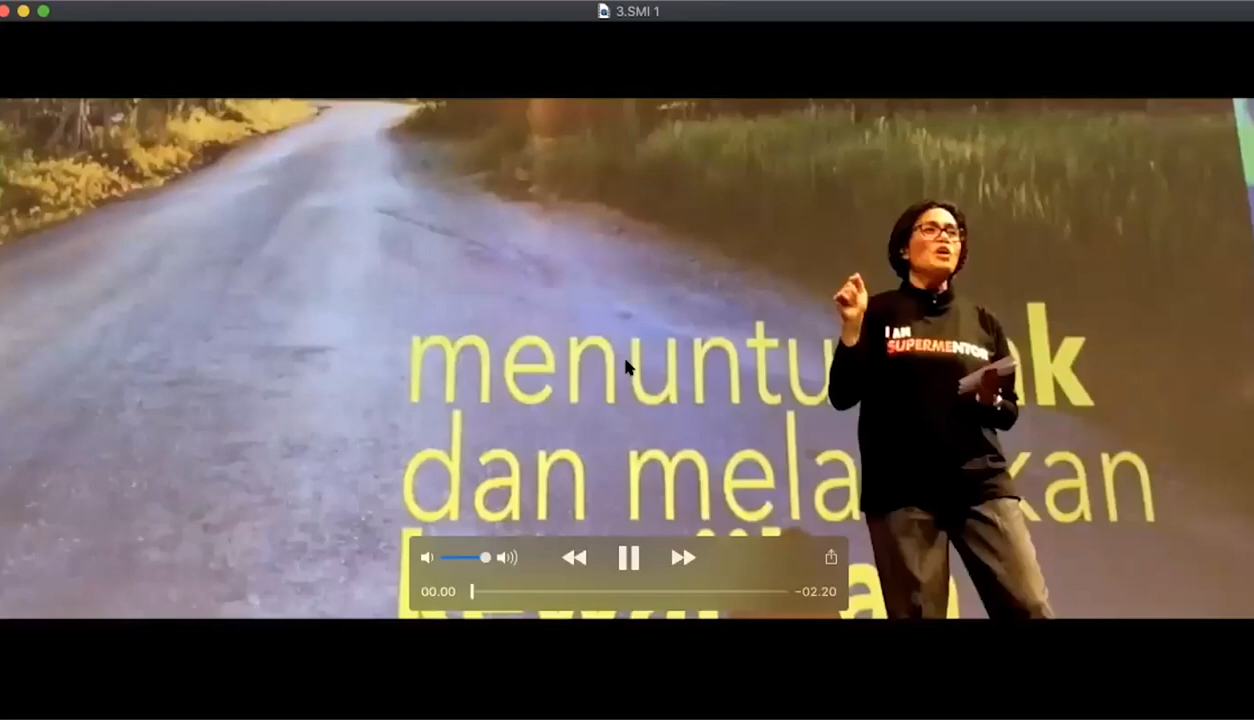 3.SMI 1
I AM
SUPERMENTOR
menuntu k
dan mela kan
00.00
−02.20